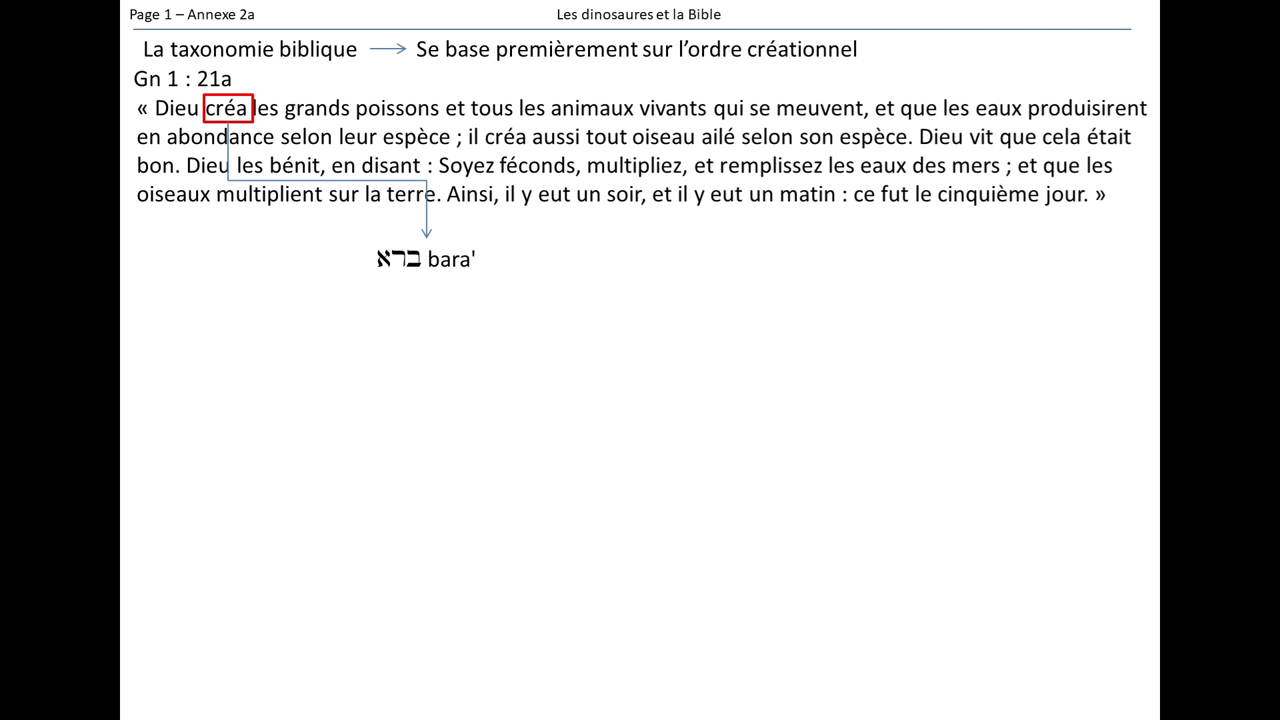 Page 1 – Annexe 2a Les dinosaures et la Bible
La taxonomie biblique → Se base premièrement sur l’ordre créationnel
Gn 1 : 21a
« Dieu créa les grands poissons et tous les animaux vivants qui se meuvent, et que les eaux produisirent
en abondance selon leur espèce ; il créa aussi tout oiseau ailé selon son espèce. Dieu vit que cela était
bon. Dieu les bénit, en disant : Soyez féconds, multipliez, et remplissez les eaux des mers ; et que les
oiseaux multiplient sur la terre. Ainsi, il y eut un soir, et il y eut un matin : ce fut le cinquième jour. »
ברא bara'